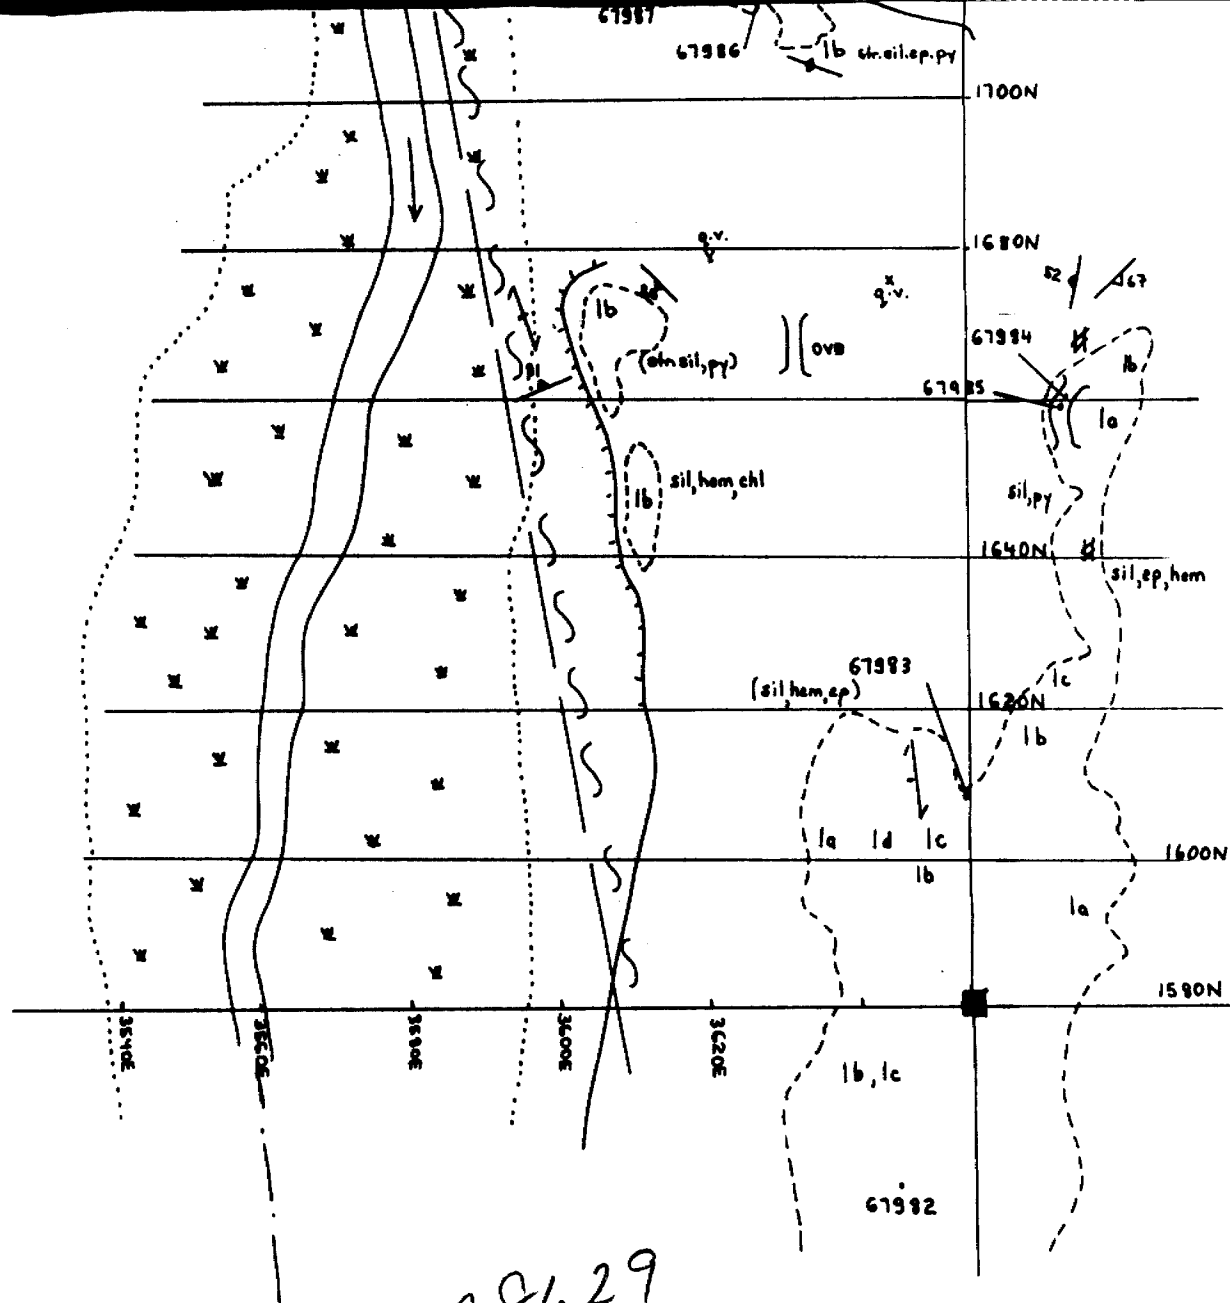 67987
67986
1b str.sil.ep.py
1700N
q.v.
1680N
52
67
q.v.
1b
(str sil, py)
OVB
67984
1b
67985
1a
sil, hem, chl
1b
sil, py
1640N
sil, ep, hem
67983
1c
(sil, hem, ep)
1620N
1b
1a 1d 1c
1600N
1b
1a
1580N
3540E
3560E
3580E
3600E
3620E
1b, 1c
67982